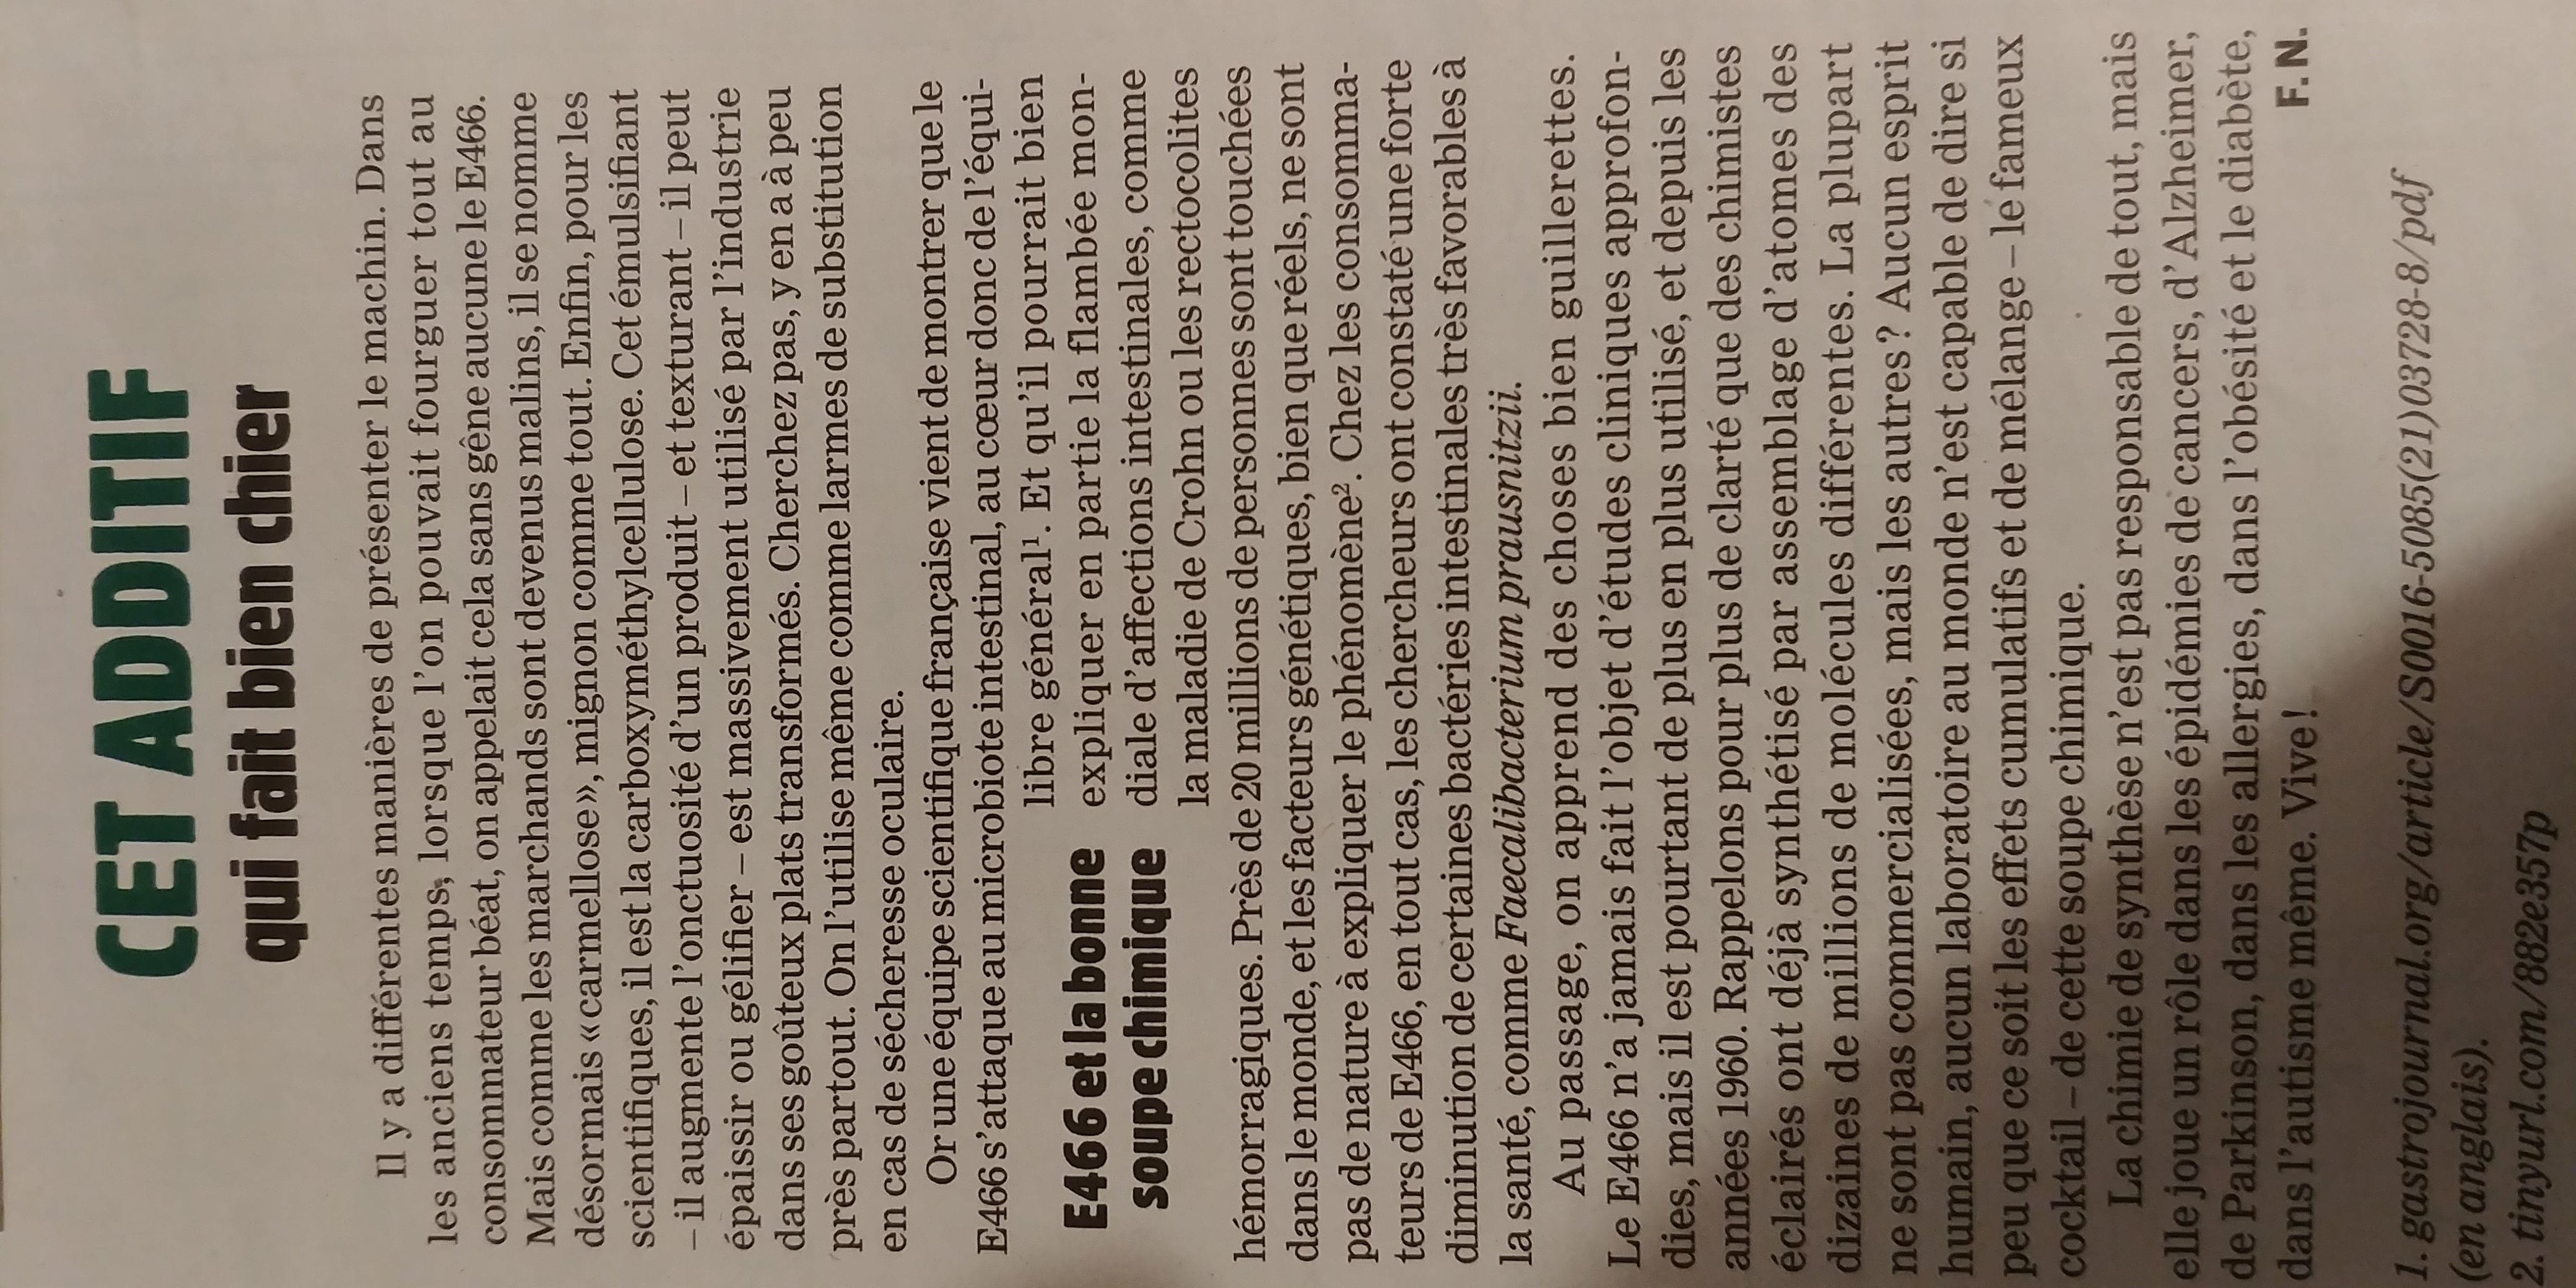 CET ADDITIF
qui fait bien chier
Il y a différentes manières de présenter le machin. Dans
les anciens temps, lorsque l'on pouvait fourguer tout au
consommateur béat, on appelait cela sans gêne aucune le E466.
Mais comme les marchands sont devenus malins, il se nomme
désormais « carmellose », mignon comme tout. Enfin, pour les
scientifiques, il est la carboxyméthylcellulose. Cet émulsifiant
– il augmente l'onctuosité d'un produit – et texturant – il peut
épaissir ou gélifier – est massivement utilisé par l'industrie
dans ses goûteux plats transformés. Cherchez pas, y en a à peu
près partout. On l'utilise même comme larmes de substitution
en cas de sécheresse oculaire.
Or une équipe scientifique française vient de montrer que le
E466 s'attaque au microbiote intestinal, au cœur donc de l'équi-
libre général¹. Et qu'il pourrait bien
expliquer en partie la flambée mon-
diale d'affections intestinales, comme
la maladie de Crohn ou les rectocolites
E466 et la bonne
soupe chimique
hémorragiques. Près de 20 millions de personnes sont touchées
dans le monde, et les facteurs génétiques, bien que réels, ne sont
pas de nature à expliquer le phénomène². Chez les consomma-
teurs de E466, en tout cas, les chercheurs ont constaté une forte
diminution de certaines bactéries intestinales très favorables à
la santé, comme Faecalibacterium prausnitzii.
Au passage, on apprend des choses bien guillerettes.
Le E466 n'a jamais fait l'objet d'études cliniques approfon-
dies, mais il est pourtant de plus en plus utilisé, et depuis les
années 1960. Rappelons pour plus de clarté que des chimistes
éclairés ont déjà synthétisé par assemblage d'atomes des
dizaines de millions de molécules différentes. La plupart
ne sont pas commercialisées, mais les autres ? Aucun esprit
humain, aucun laboratoire au monde n'est capable de dire si
peu que ce soit les effets cumulatifs et de mélange – le fameux
cocktail – de cette soupe chimique.
La chimie de synthèse n'est pas responsable de tout, mais
elle joue un rôle dans les épidémies de cancers, d'Alzheimer,
de Parkinson, dans les allergies, dans l'obésité et le diabète,
dans l'autisme même. Vive !
F. N.
1. gastrojournal.org/article/S0016-5085(21)03728-8/pdf
(en anglais).
2. tinyurl.com/882e357p